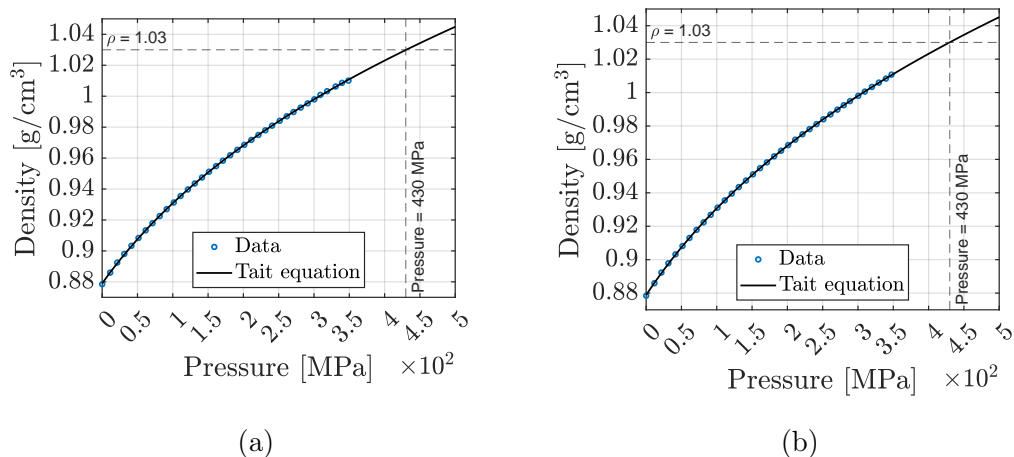 1.04
ρ = 1.03
1.02
1
0.98
0.96
0.94
0.92
0.9
0.88
Density [g/cm³]
Pressure = 430 MPa
Data
Tait equation
0 0.5 1 1.5 2 2.5 3 3.5 4 4.5 5
Pressure [MPa] ×10²
(a)
1.04
ρ = 1.03
1.02
1
0.98
0.96
0.94
0.92
0.9
0.88
Density [g/cm³]
Pressure = 430 MPa
Data
Tait equation
0 0.5 1 1.5 2 2.5 3 3.5 4 4.5 5
Pressure [MPa] ×10²
(b)